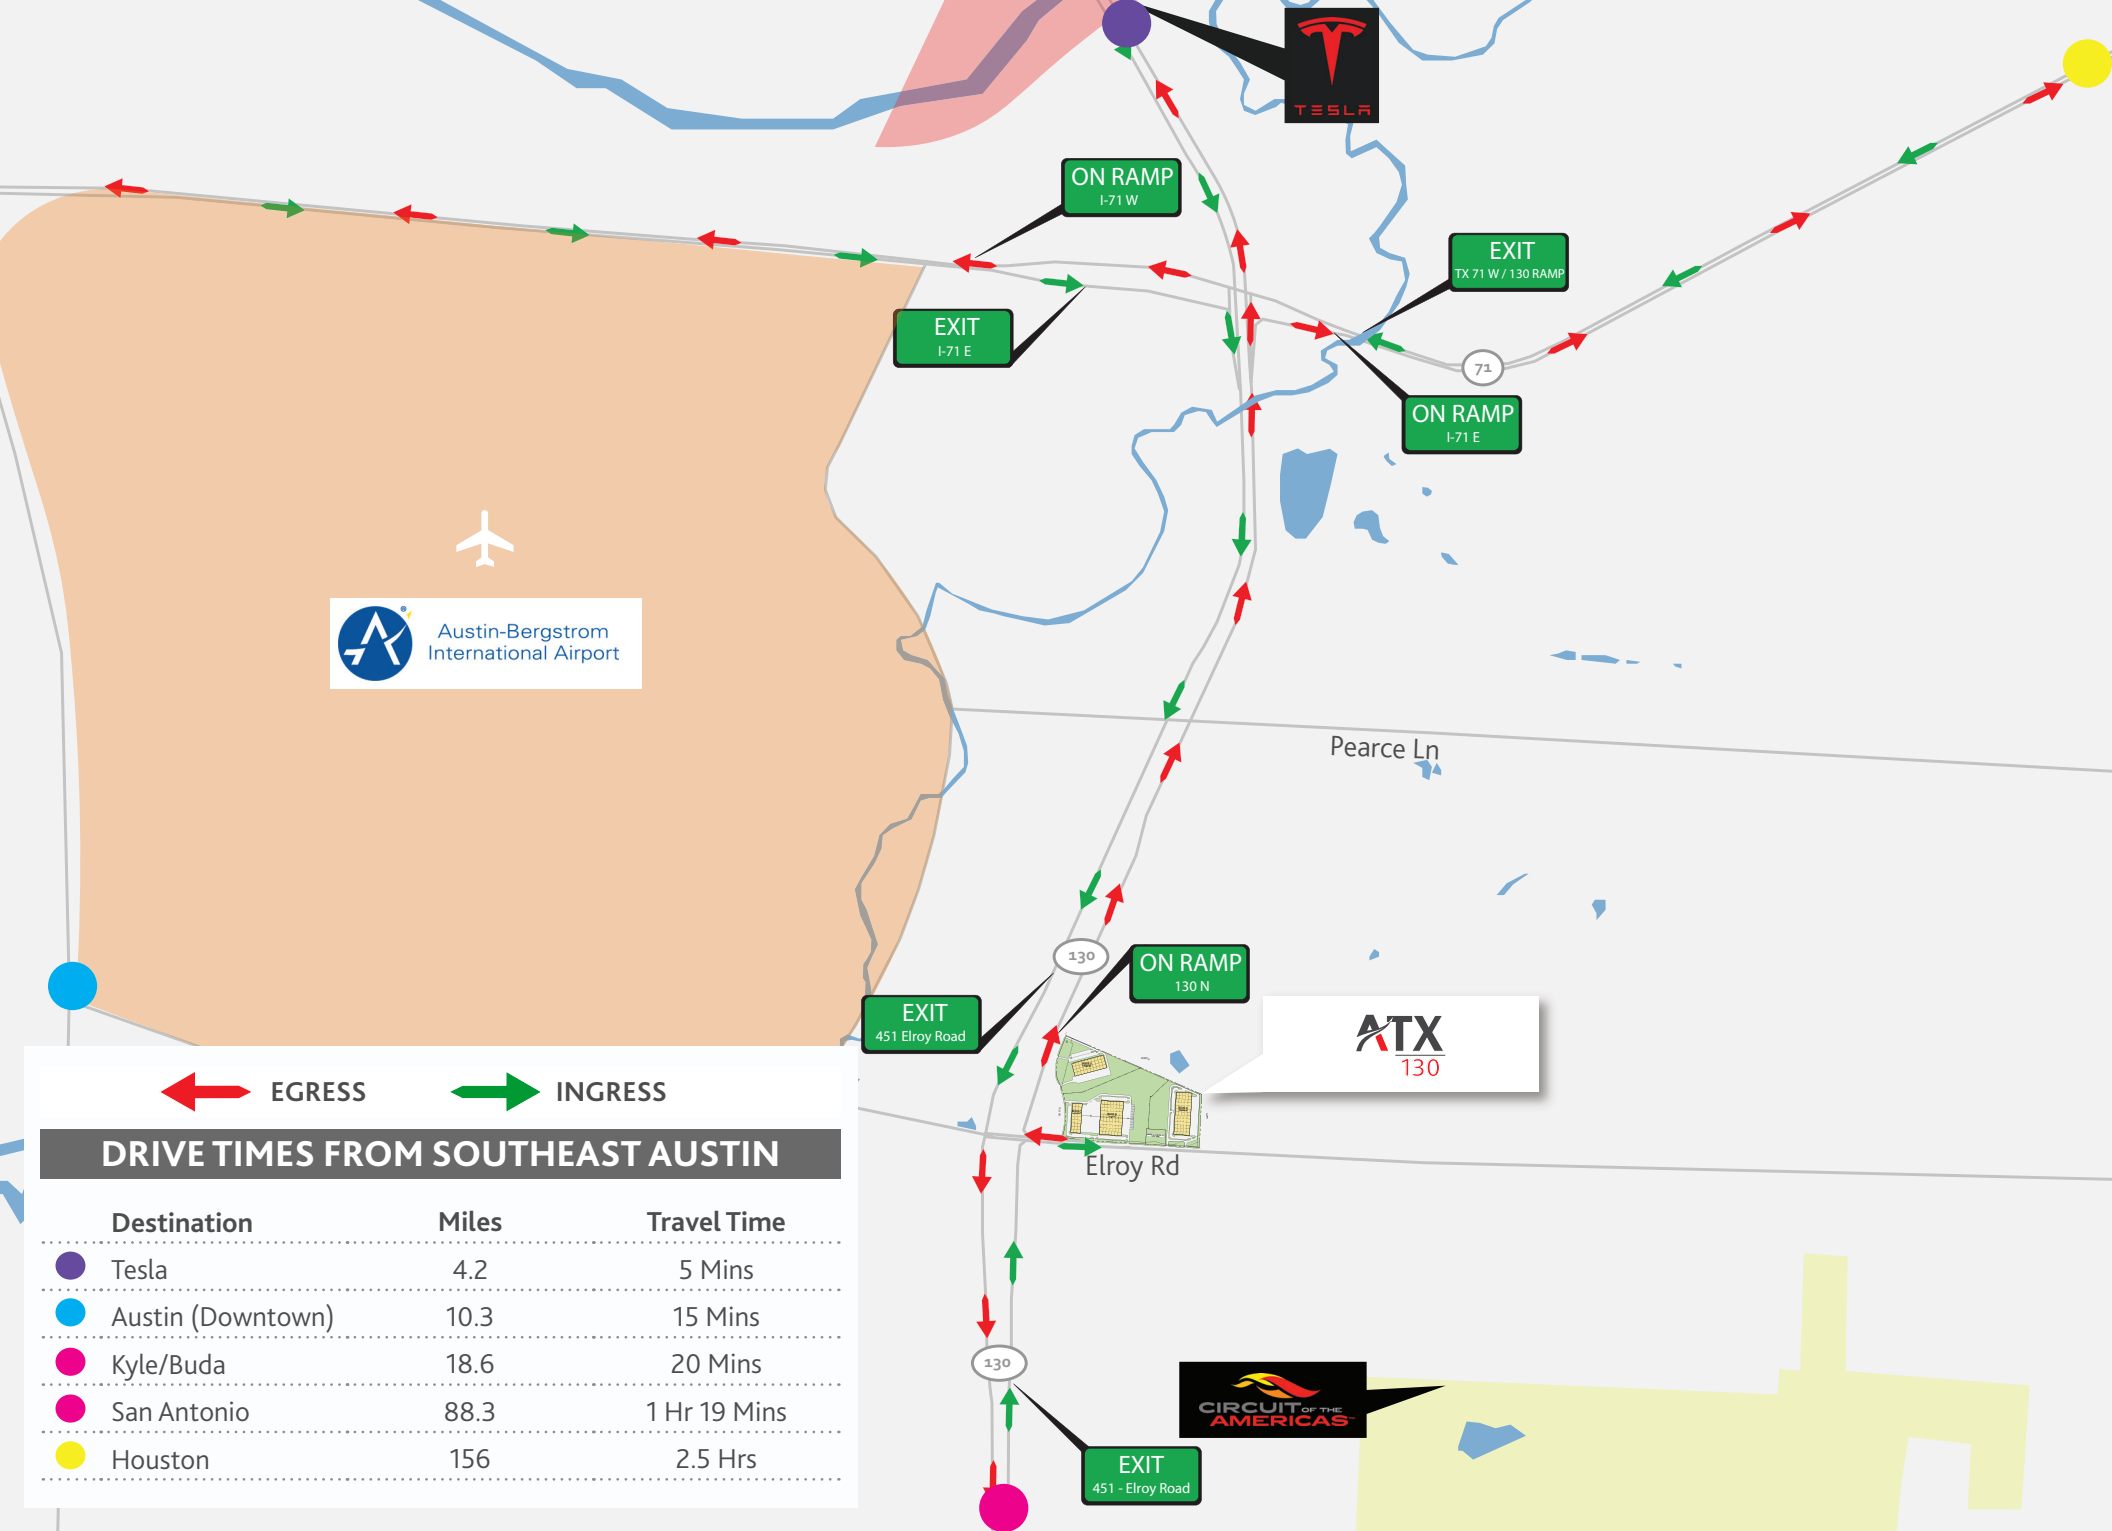 TESLA
ON RAMP
I-71 W
EXIT
TX 71 W / 130 RAMP
EXIT
I-71 E
71
ON RAMP
I-71 E
®
Austin-Bergstrom
International Airport
Pearce Ln
130
ON RAMP
130 N
EXIT
451 Elroy Road
ATX
130
Elroy Rd
EGRESS
INGRESS
DRIVE TIMES FROM SOUTHEAST AUSTIN
Destination Miles Travel Time
Tesla 4.2 5 Mins
Austin (Downtown) 10.3 15 Mins
Kyle/Buda 18.6 20 Mins
San Antonio 88.3 1 Hr 19 Mins
Houston 156 2.5 Hrs
130
CIRCUIT OF THE
AMERICAS
EXIT
451 - Elroy Road